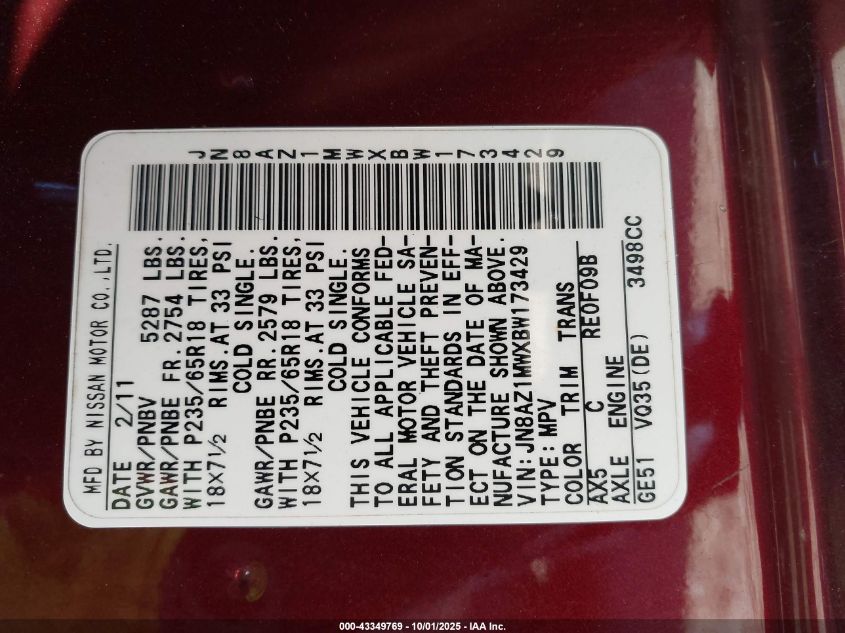 JN8AZ1MWXBW173429
MFD BY NISSAN MOTOR CO.,LTD.
DATE 2/11
GVWR/PNBV 5287 LBS.
GAWR/PNBE FR.2754 LBS.
WITH P235/65R18 TIRES,
18X7½ RIMS.AT 33 PSI
COLD SINGLE.
GAWR/PNBE RR.2579 LBS.
WITH P235/65R18 TIRES,
18X7½ RIMS.AT 33 PSI
COLD SINGLE.
THIS VEHICLE CONFORMS
TO ALL APPLICABLE FED-
ERAL MOTOR VEHICLE SA-
FETY AND THEFT PREVEN-
TION STANDARDS IN EFF-
ECT ON THE DATE OF MA-
NUFACTURE SHOWN ABOVE.
VIN:JN8AZ1MWXBW173429
TYPE:MPV
COLOR TRIM TRANS
AX5 C RE0F09B
AXLE ENGINE
GE51 VQ35(DE) 3498CC
000-43349769 - 10/01/2025 - IAA Inc.